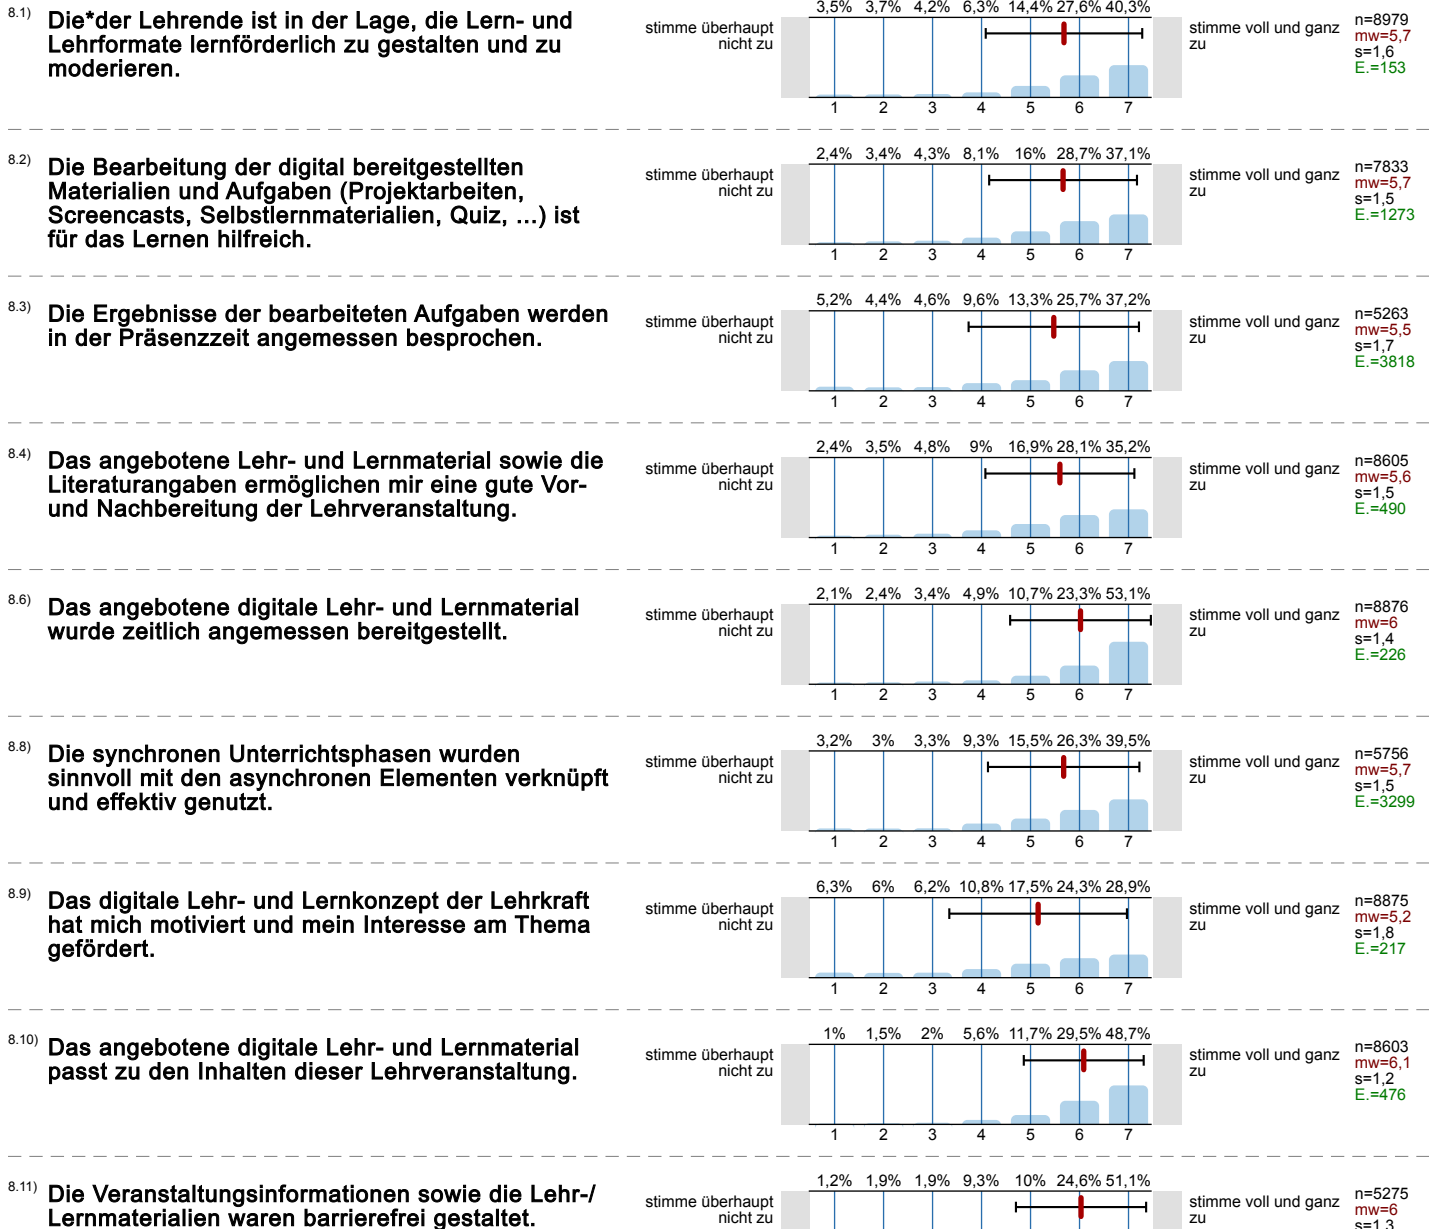 8.1) Die*der Lehrende ist in der Lage, die Lern- und
Lehrformate lernförderlich zu gestalten und zu
moderieren.
stimme überhaupt
nicht zu
3,5% 3,7% 4,2% 6,3% 14,4% 27,6% 40,3%
1 2 3 4 5 6 7
stimme voll und ganz
zu
n=8979
mw=5,7
s=1,6
E.=153
8.2) Die Bearbeitung der digital bereitgestellten
Materialien und Aufgaben (Projektarbeiten,
Screencasts, Selbstlernmaterialien, Quiz, ...) ist
für das Lernen hilfreich.
stimme überhaupt
nicht zu
2,4% 3,4% 4,3% 8,1% 16% 28,7% 37,1%
1 2 3 4 5 6 7
stimme voll und ganz
zu
n=7833
mw=5,7
s=1,5
E.=1273
8.3) Die Ergebnisse der bearbeiteten Aufgaben werden
in der Präsenzzeit angemessen besprochen.
stimme überhaupt
nicht zu
5,2% 4,4% 4,6% 9,6% 13,3% 25,7% 37,2%
1 2 3 4 5 6 7
stimme voll und ganz
zu
n=5263
mw=5,5
s=1,7
E.=3818
8.4) Das angebotene Lehr- und Lernmaterial sowie die
Literaturangaben ermöglichen mir eine gute Vor-
und Nachbereitung der Lehrveranstaltung.
stimme überhaupt
nicht zu
2,4% 3,5% 4,8% 9% 16,9% 28,1% 35,2%
1 2 3 4 5 6 7
stimme voll und ganz
zu
n=8605
mw=5,6
s=1,5
E.=490
8.6) Das angebotene digitale Lehr- und Lernmaterial
wurde zeitlich angemessen bereitgestellt.
stimme überhaupt
nicht zu
2,1% 2,4% 3,4% 4,9% 10,7% 23,3% 53,1%
1 2 3 4 5 6 7
stimme voll und ganz
zu
n=8876
mw=6
s=1,4
E.=226
8.8) Die synchronen Unterrichtsphasen wurden
sinnvoll mit den asynchronen Elementen verknüpft
und effektiv genutzt.
stimme überhaupt
nicht zu
3,2% 3% 3,3% 9,3% 15,5% 26,3% 39,5%
1 2 3 4 5 6 7
stimme voll und ganz
zu
n=5756
mw=5,7
s=1,5
E.=3299
8.9) Das digitale Lehr- und Lernkonzept der Lehrkraft
hat mich motiviert und mein Interesse am Thema
gefördert.
stimme überhaupt
nicht zu
6,3% 6% 6,2% 10,8% 17,5% 24,3% 28,9%
1 2 3 4 5 6 7
stimme voll und ganz
zu
n=8875
mw=5,2
s=1,8
E.=217
8.10) Das angebotene digitale Lehr- und Lernmaterial
passt zu den Inhalten dieser Lehrveranstaltung.
stimme überhaupt
nicht zu
1% 1,5% 2% 5,6% 11,7% 29,5% 48,7%
1 2 3 4 5 6 7
stimme voll und ganz
zu
n=8603
mw=6,1
s=1,2
E.=476
8.11) Die Veranstaltungsinformationen sowie die Lehr-/
Lernmaterialien waren barrierefrei gestaltet.
stimme überhaupt
nicht zu
1,2% 1,9% 1,9% 9,3% 10% 24,6% 51,1%
stimme voll und ganz
zu
n=5275
mw=6
s=1,3